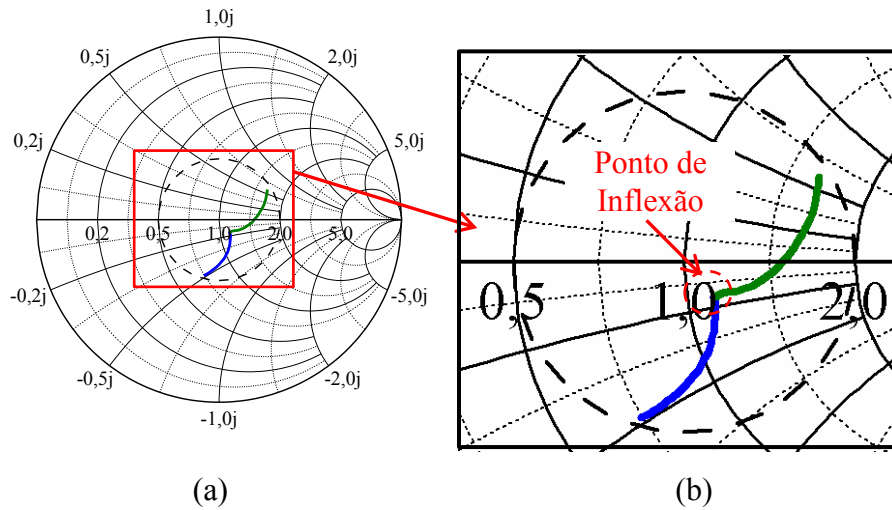 1,0j
0,5j
2,0j
0,2j
5,0j
0,2
0,5
1,0
2,0
5,0
-0,2j
-5,0j
-0,5j
-2,0j
-1,0j
(a)
Ponto de
Inflexão
0,5
1,0
2,0
(b)